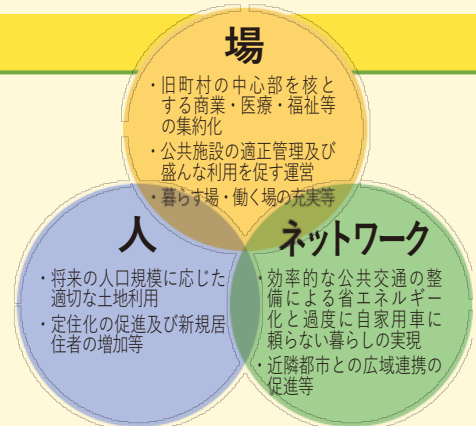 場
・旧町村の中心部を核と
する商業・医療・福祉等
の集約化
・公共施設の適正管理及び
盛んな利用を促す運営
・暮らす場・働く場の充実等
人
・将来の人口規模に応じた
適切な土地利用
・定住化の促進及び新規居
住者の増加等
ネットワーク
・効率的な公共交通の整
備による省エネルギー
化と過度に自家用車に
頼らない暮らしの実現
・近隣都市との広域連携の
促進等